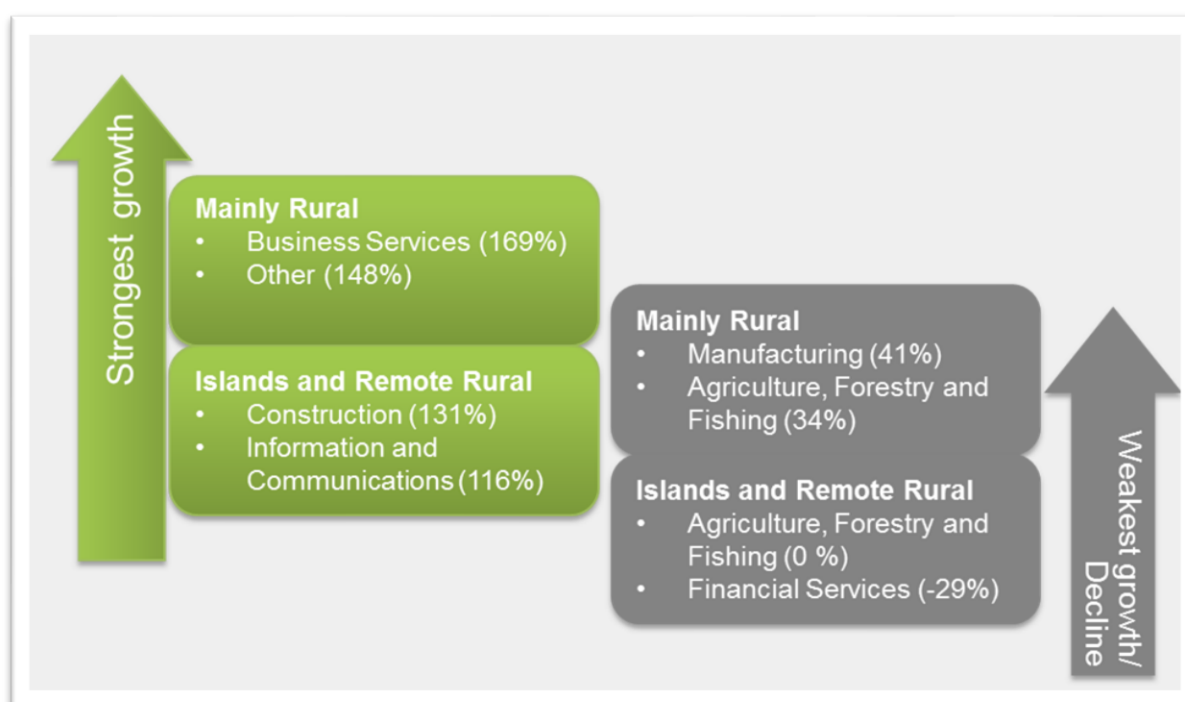 Strongest growth
Mainly Rural
• Business Services (169%)
• Other (148%)
Islands and Remote Rural
• Construction (131%)
• Information and
Communications (116%)
Mainly Rural
• Manufacturing (41%)
• Agriculture, Forestry and
Fishing (34%)
Islands and Remote Rural
• Agriculture, Forestry and
Fishing (0 %)
• Financial Services (-29%)
Weakest growth/
Decline